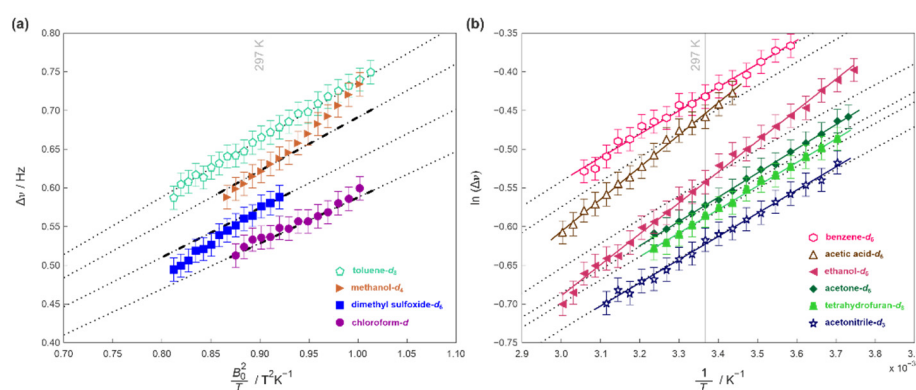 (a)
0.80
0.75
0.70
0.65
0.60
0.55
0.50
0.45
0.40
Δν / Hz
297 K
toluene-d8
methanol-d4
dimethyl sulfoxide-d6
chloroform-d
0.70 0.75 0.80 0.85 0.90 0.95 1.00 1.05 1.10
B0²/T / T²K⁻¹
(b)
−0.35
−0.40
−0.45
−0.50
−0.55
−0.60
−0.65
−0.70
−0.75
ln (Δν)
297 K
benzene-d6
acetic acid-d4
ethanol-d6
acetone-d6
tetrahydrofuran-d8
acetonitrile-d3
2.9 3.0 3.1 3.2 3.3 3.4 3.5 3.6 3.7 3.8
1/T / K⁻¹